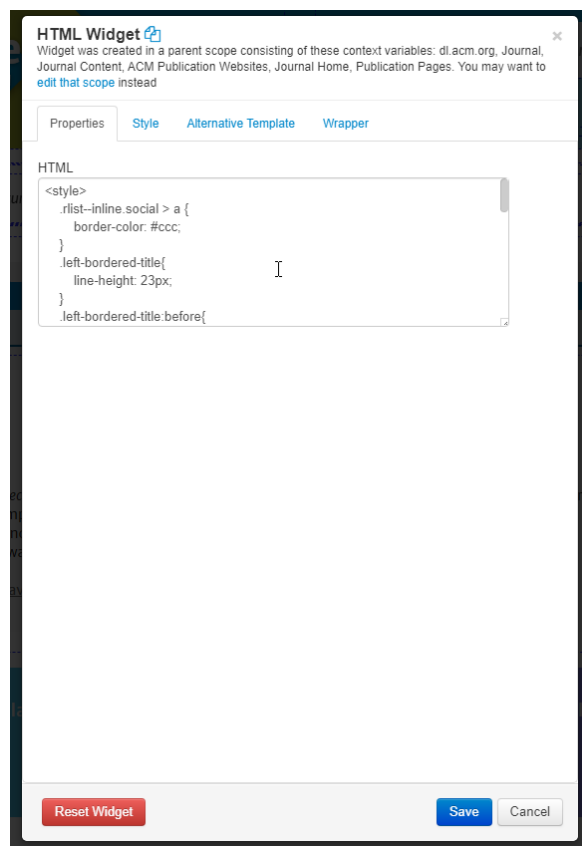 HTML Widget
×
Widget was created in a parent scope consisting of these context variables: dl.acm.org, Journal,
Journal Content, ACM Publication Websites, Journal Home, Publication Pages. You may want to
edit that scope instead
Properties Style Alternative Template Wrapper
HTML
<style>
.rlist--inline.social > a {
border-color: #ccc;
}
.left-bordered-title{
line-height: 23px;
}
.left-bordered-title:before{
Reset Widget Save Cancel